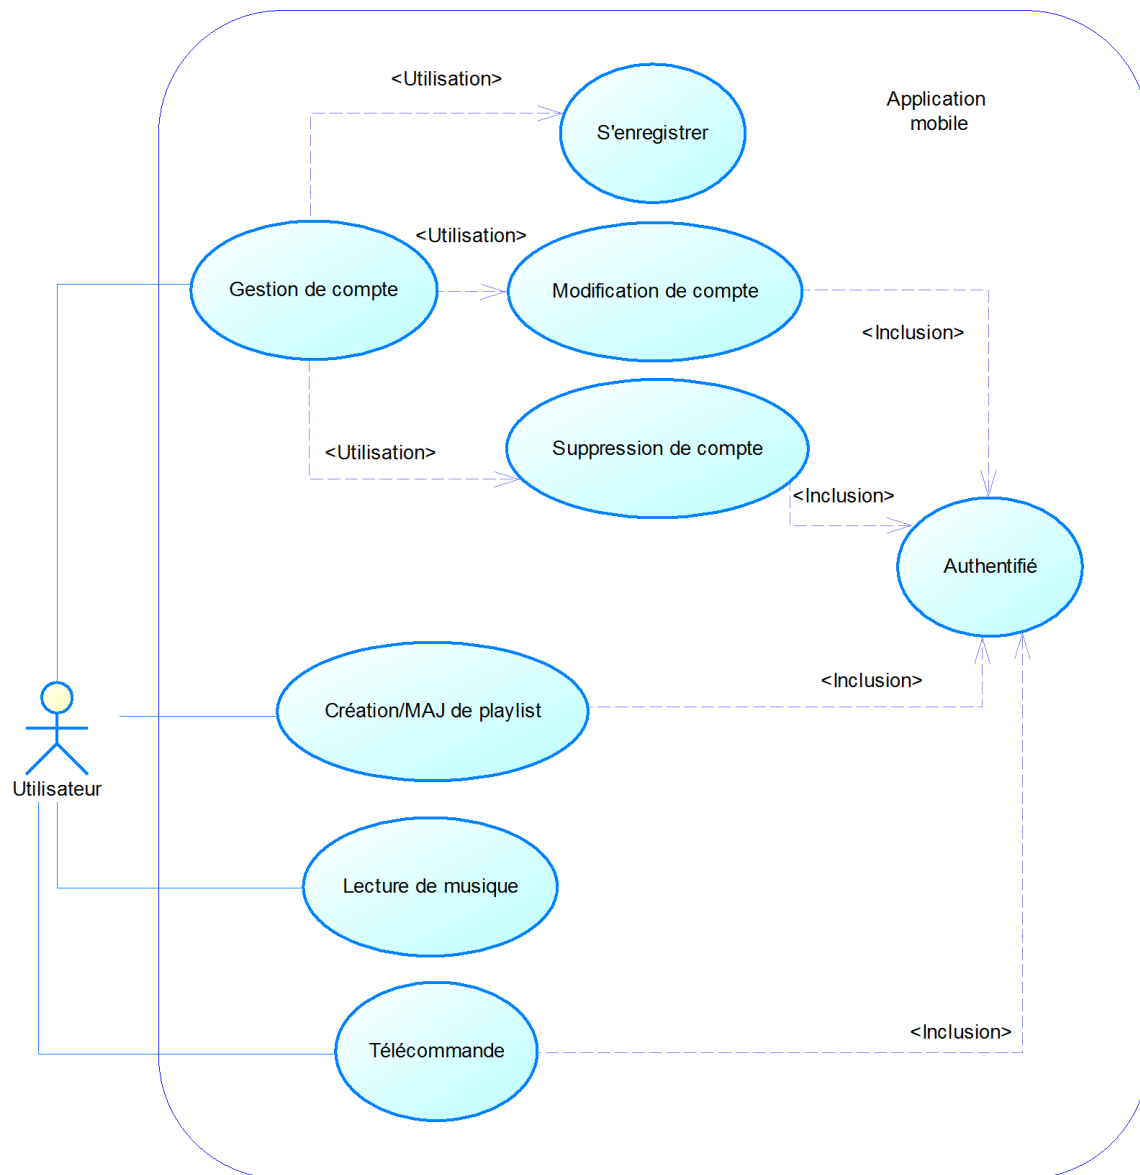 <Utilisation>
Application
mobile
S'enregistrer
<Utilisation>
Gestion de compte
Modification de compte
<Inclusion>
<Utilisation>
Suppression de compte
<Inclusion>
Authentifié
<Inclusion>
Création/MAJ de playlist
Utilisateur
Lecture de musique
<Inclusion>
Télécommande